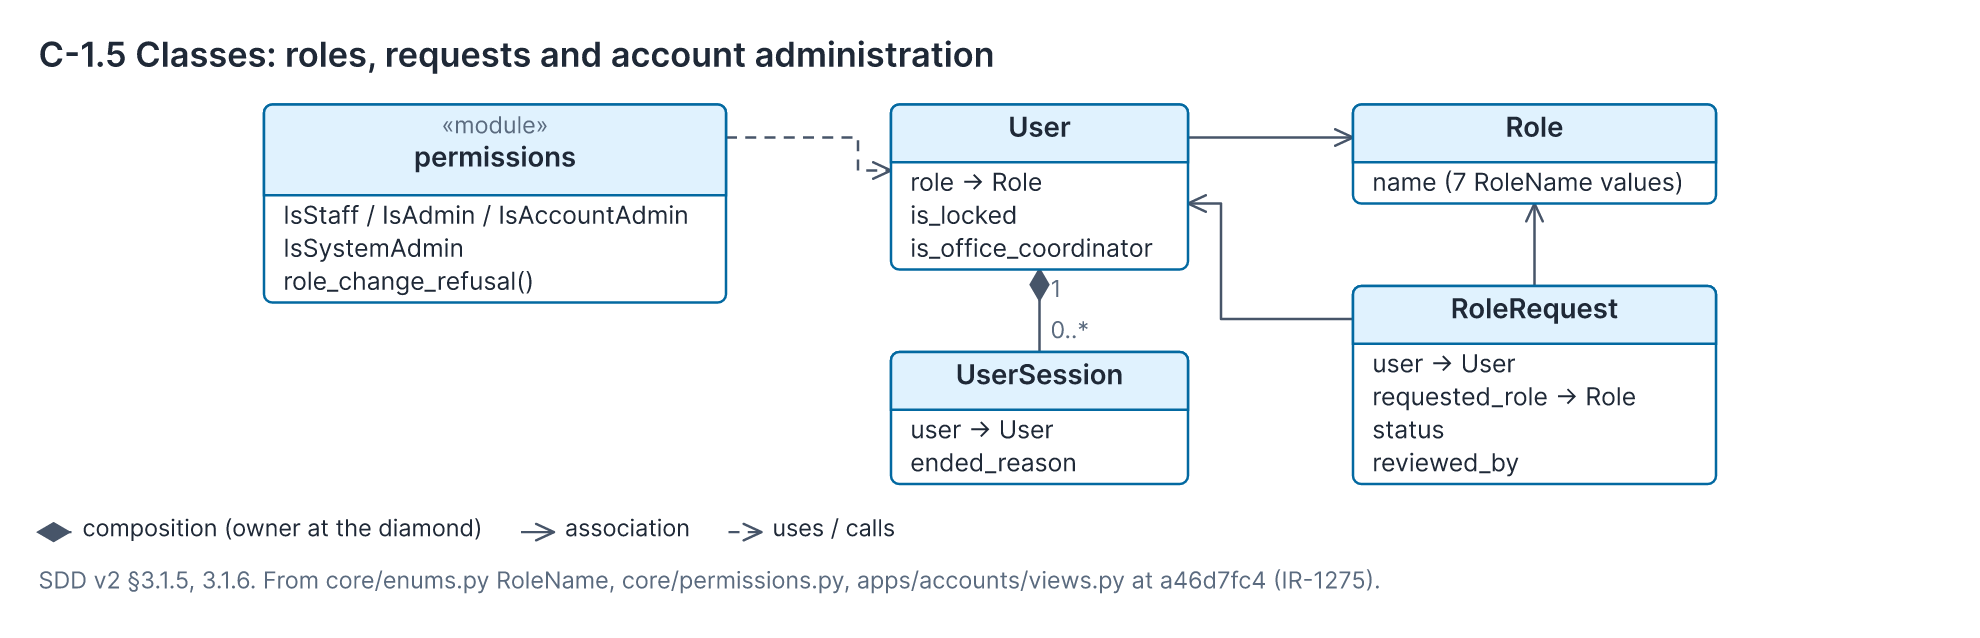 C-1.5 Classes: roles, requests and account administration
«module»
permissions
IsStaff / IsAdmin / IsAccountAdmin
IsSystemAdmin
role_change_refusal()
User
role → Role
is_locked
is_office_coordinator
Role
name (7 RoleName values)
1
0..*
UserSession
user → User
ended_reason
RoleRequest
user → User
requested_role → Role
status
reviewed_by
composition (owner at the diamond)
association
uses / calls
SDD v2 §3.1.5, 3.1.6. From core/enums.py RoleName, core/permissions.py, apps/accounts/views.py at a46d7fc4 (IR-1275).